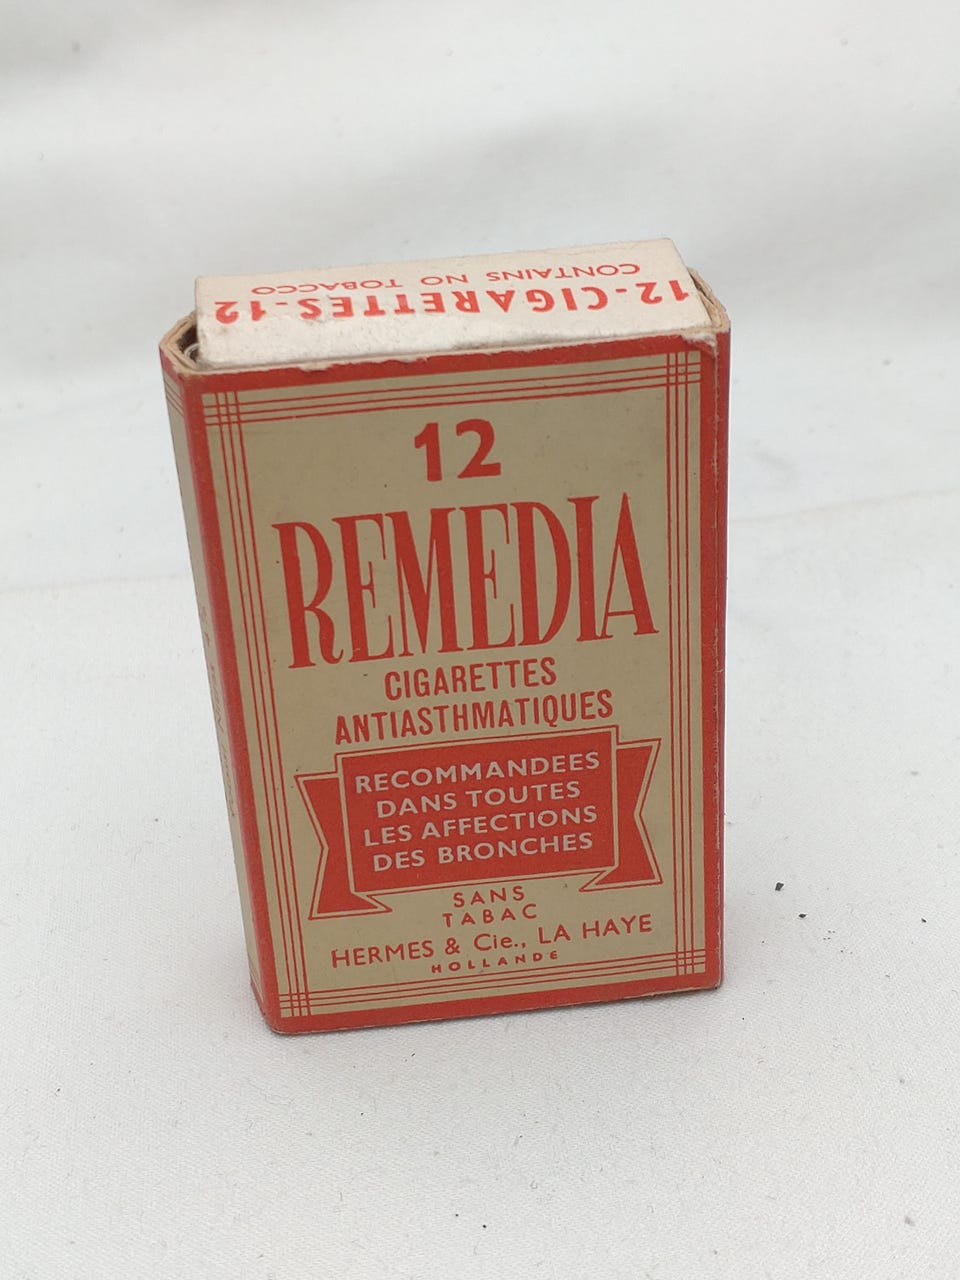 12-CIGARETTES-12
CONTAINS NO TOBACCO
12
REMEDIA
CIGARETTES
ANTIASTHMATIQUES
RECOMMANDEES
DANS TOUTES
LES AFFECTIONS
DES BRONCHES
SANS
TABAC
HERMES & Cie., LA HAYE
HOLLANDE